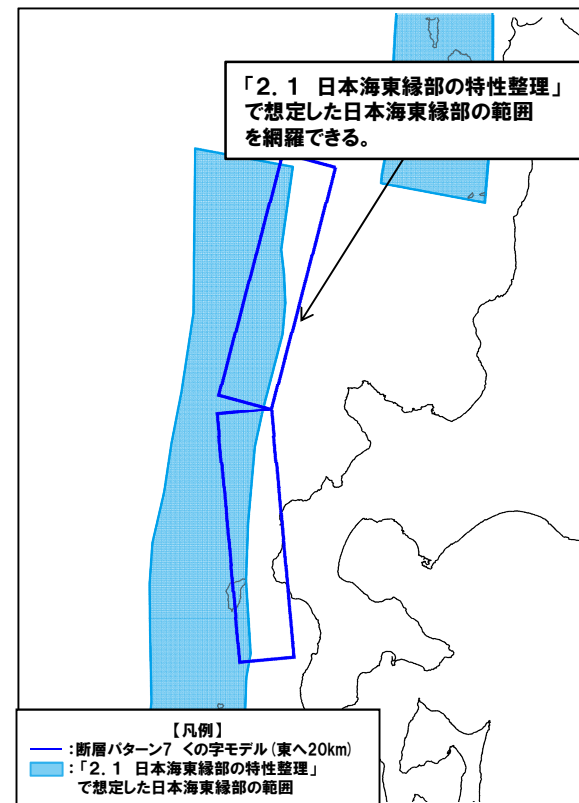 「2.1 日本海東縁部の特性整理」
で想定した日本海東縁部の範囲
を網羅できる。
【凡例】
:断層パターン7 くの字モデル(東へ20km)
:「2.1 日本海東縁部の特性整理」
で想定した日本海東縁部の範囲